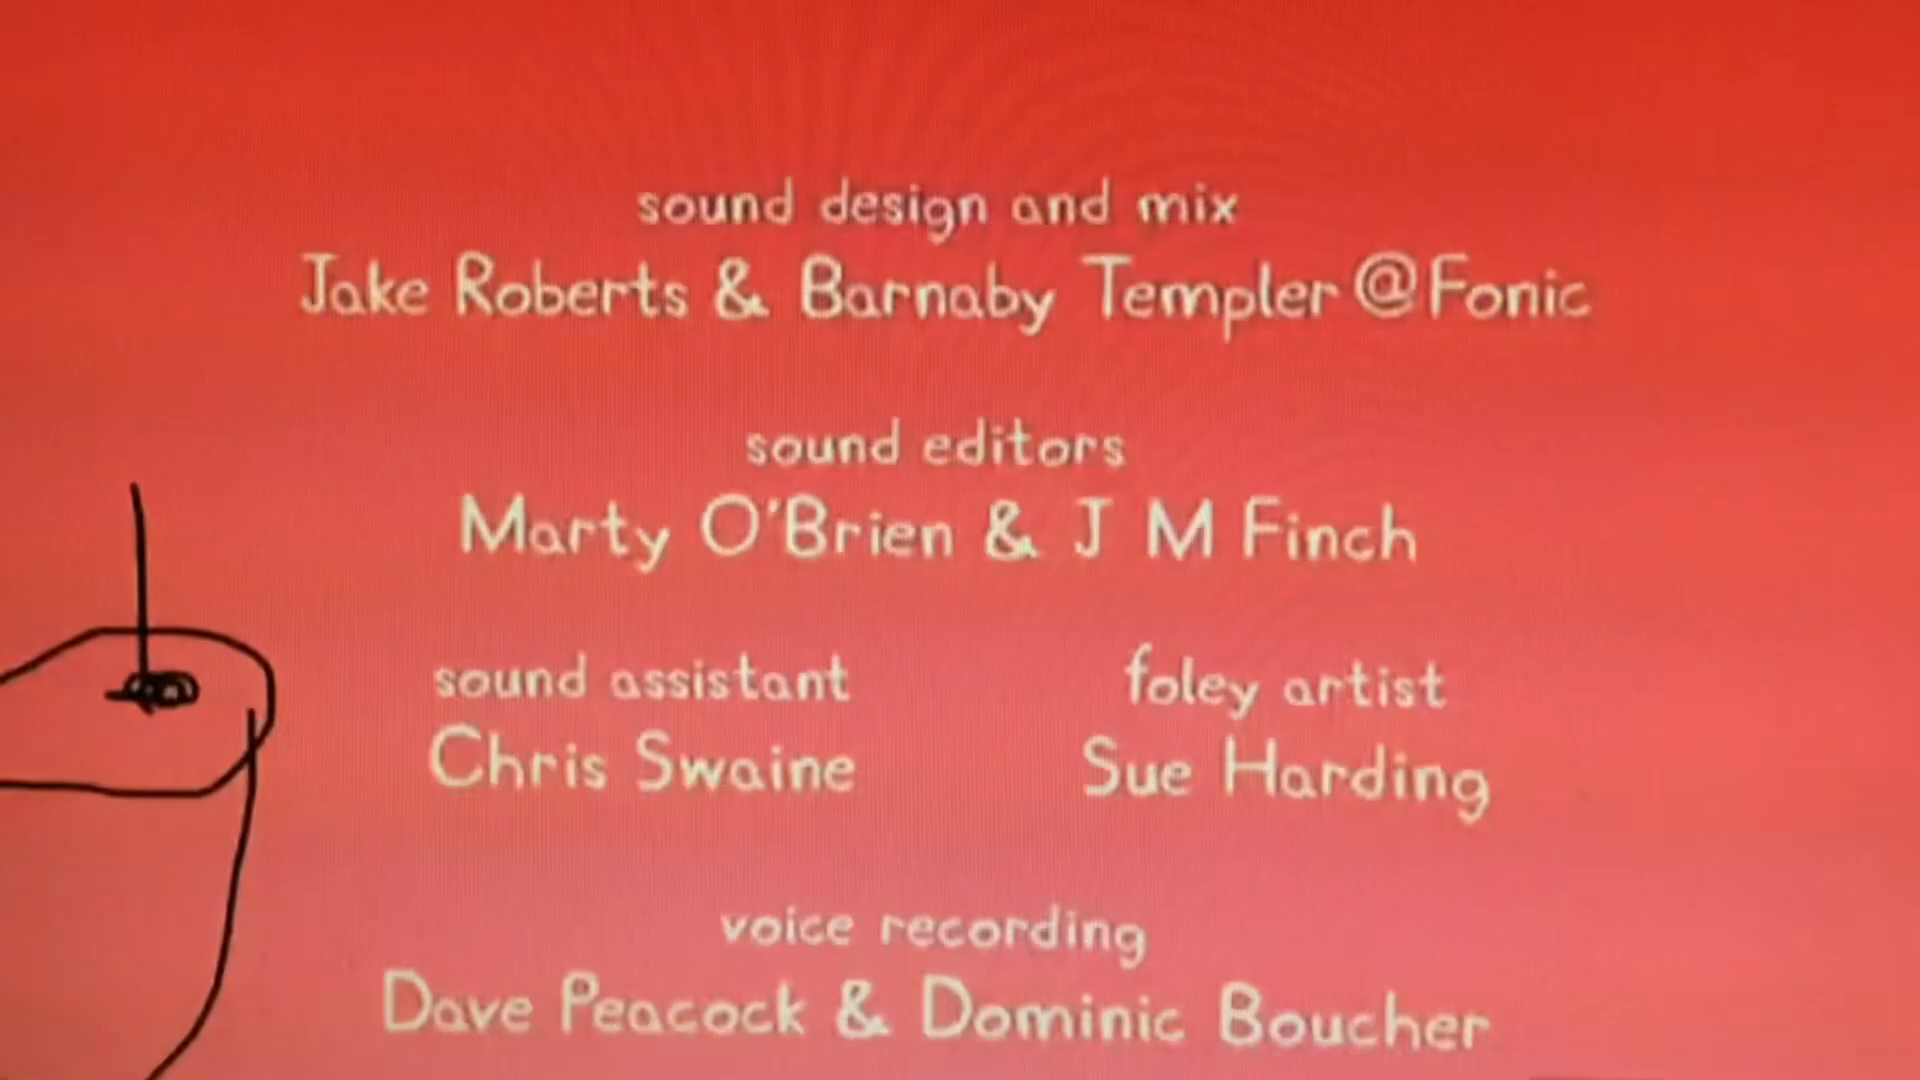 sound design and mix
Jake Roberts & Barnaby Templer @Fonic
sound editors
Marty O'Brien & J M Finch
sound assistant
Chris Swaine
foley artist
Sue Harding
voice recording
Dave Peacock & Dominic Boucher